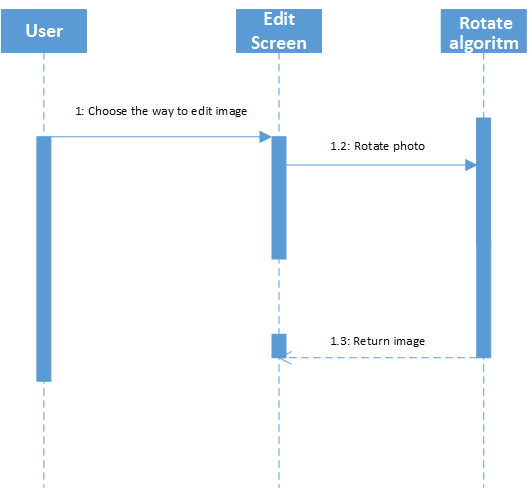 User
Edit
Screen
Rotate
algoritm
1: Choose the way to edit image
1.2: Rotate photo
1.3: Return image